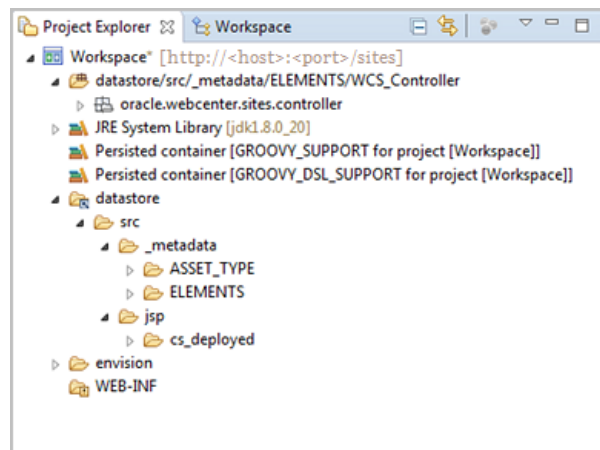 Project Explorer Workspace
Workspace* [http://<host>:<port>/sites]
datastore/src/_metadata/ELEMENTS/WCS_Controller
oracle.webcenter.sites.controller
JRE System Library [jdk1.8.0_20]
Persisted container [GROOVY_SUPPORT for project [Workspace]]
Persisted container [GROOVY_DSL_SUPPORT for project [Workspace]]
datastore
src
_metadata
ASSET_TYPE
ELEMENTS
jsp
cs_deployed
envision
WEB-INF